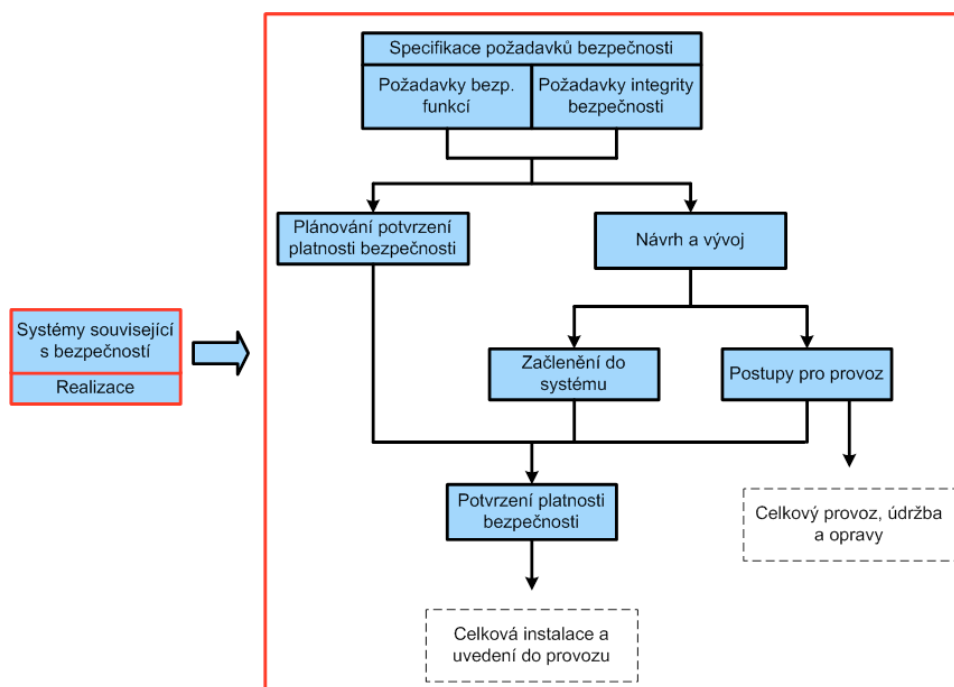 Specifikace požadavků bezpečnosti
Požadavky bezp.
funkcí
Požadavky integrity
bezpečnosti
Plánování potvrzení
platnosti bezpečnosti
Návrh a vývoj
Systémy související
s bezpečností
Realizace
Začlenění do
systému
Postupy pro provoz
Potvrzení platnosti
bezpečnosti
Celkový provoz, údržba
a opravy
Celková instalace a
uvedení do provozu